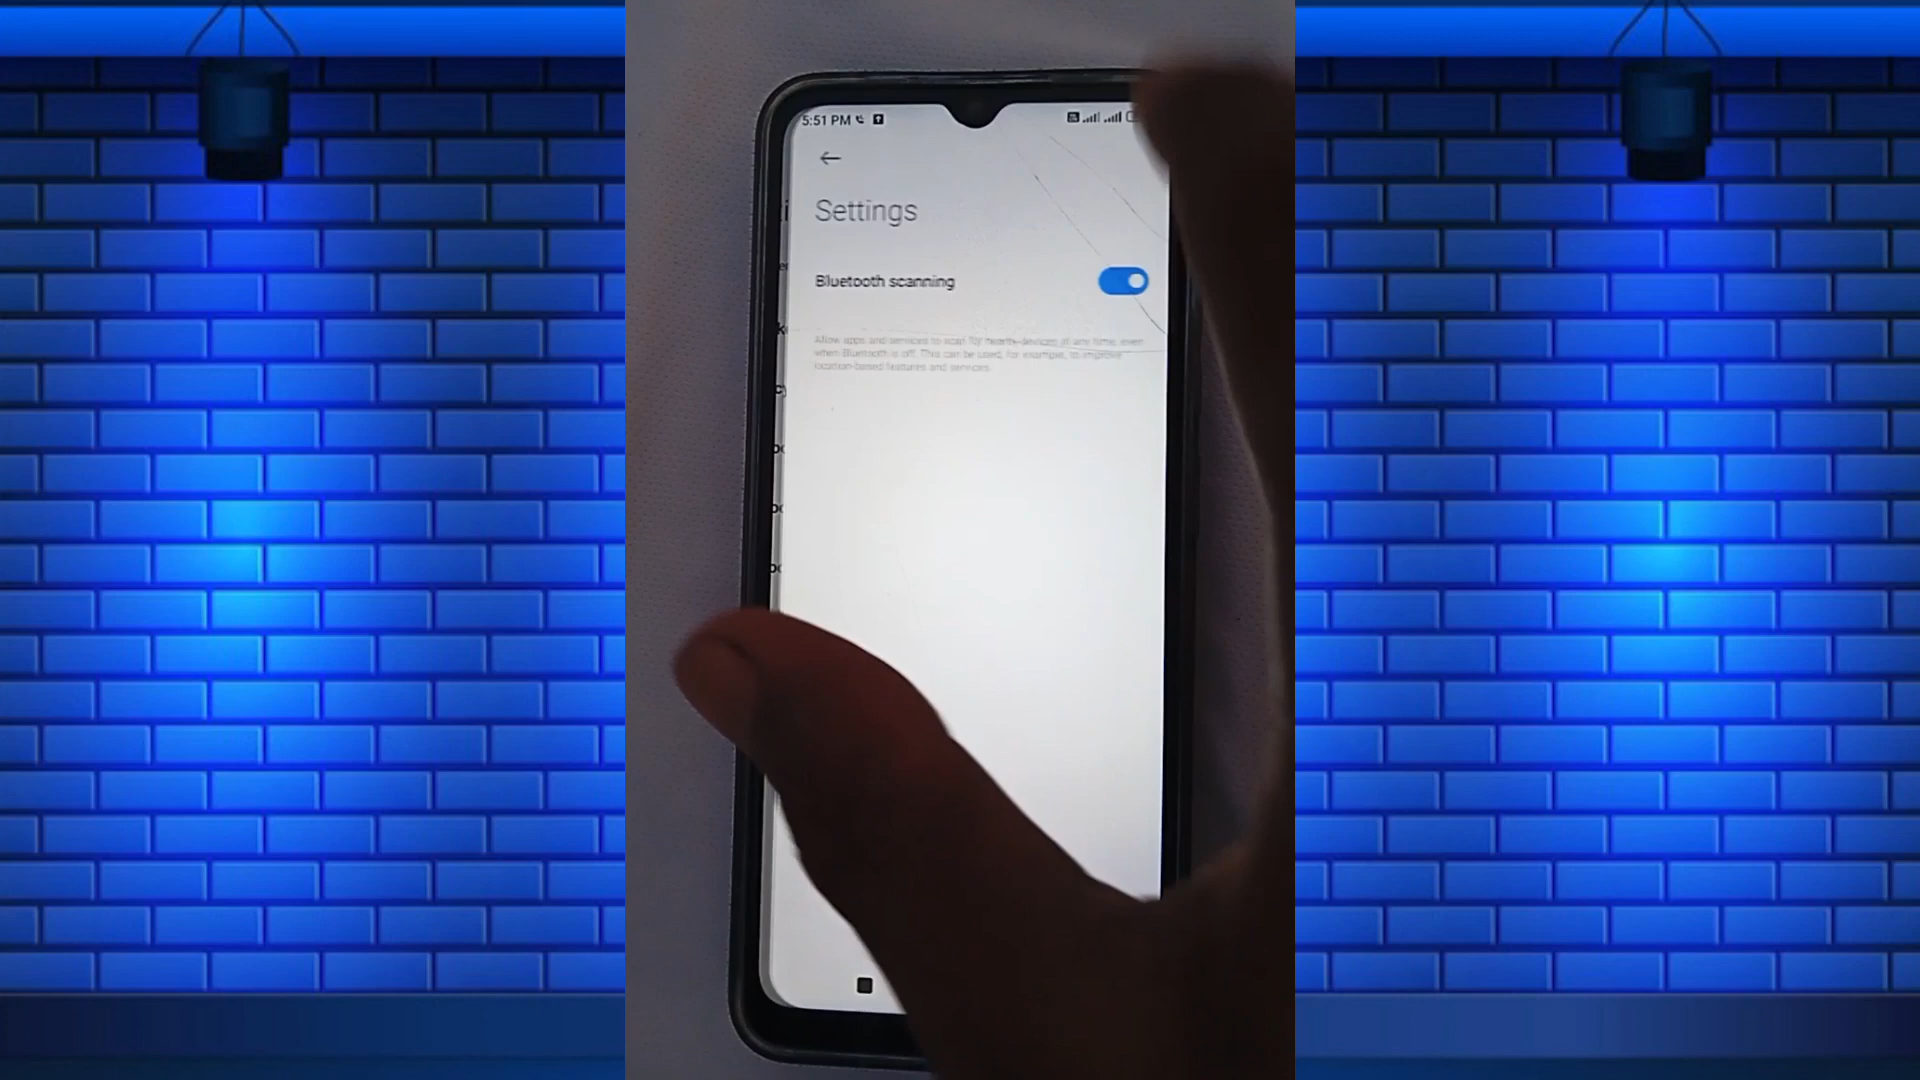 5:51 PM
Settings
Bluetooth scanning
Allow apps and services to scan for nearby devices at any time, even
when Bluetooth is off. This can be used, for example, to improve
location-based features and services.